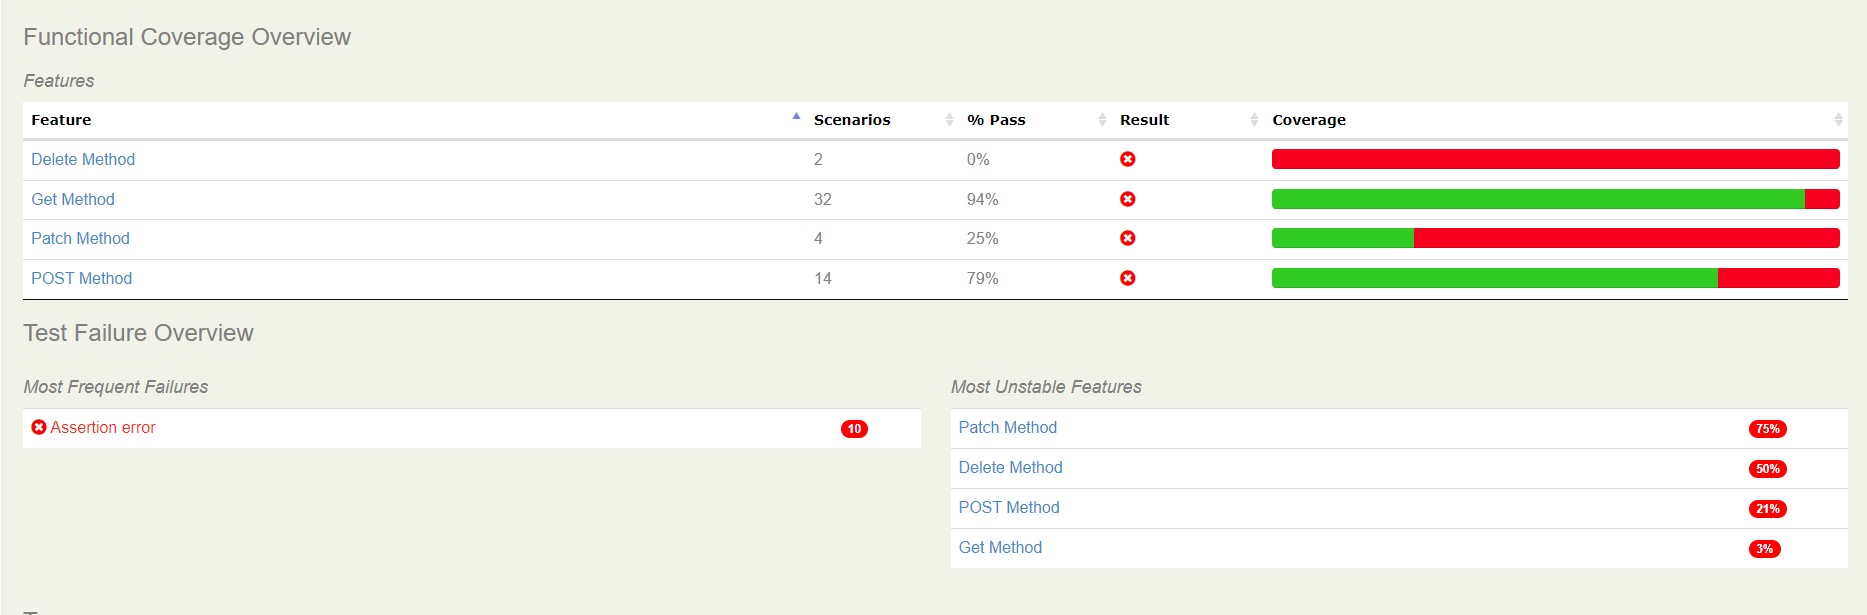 Functional Coverage Overview
Features
Feature Scenarios % Pass Result Coverage
Delete Method 2 0%
Get Method 32 94%
Patch Method 4 25%
POST Method 14 79%
Test Failure Overview
Most Frequent Failures
Assertion error 10
Most Unstable Features
Patch Method 75%
Delete Method 50%
POST Method 21%
Get Method 3%